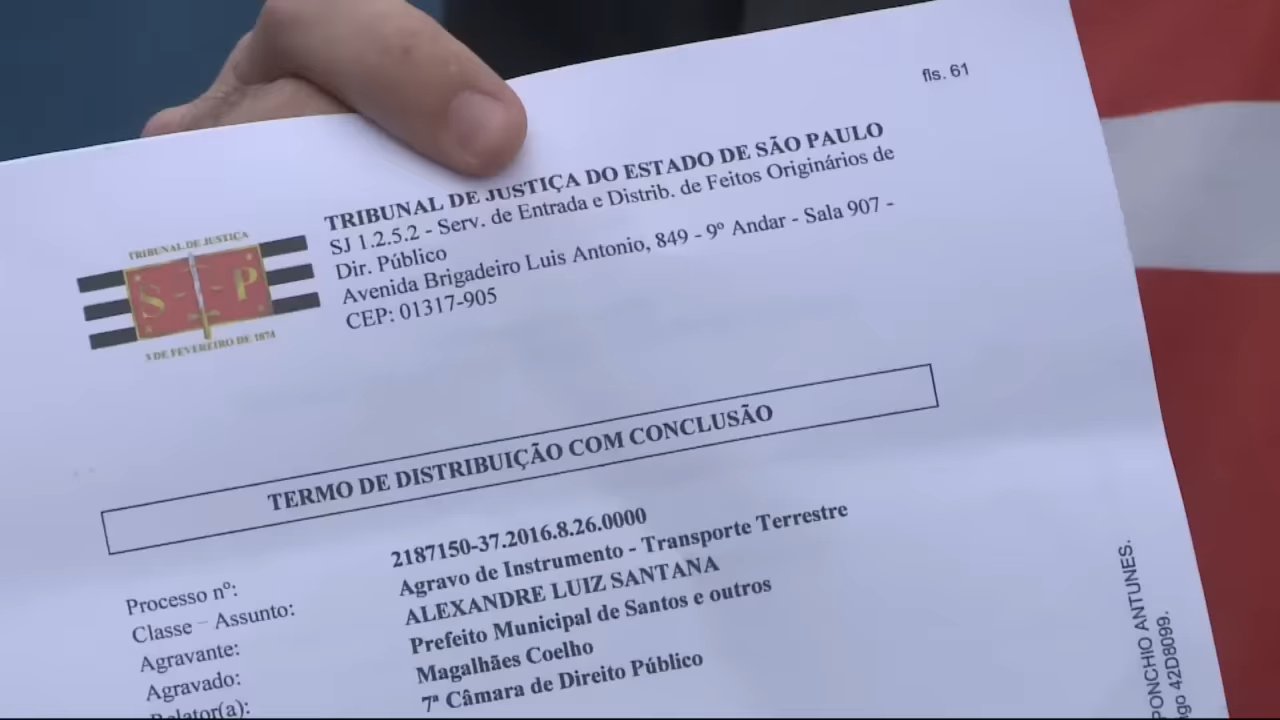 fls. 61
TRIBUNAL DE JUSTIÇA DO ESTADO DE SÃO PAULO
SJ 1.2.5.2 - Serv. de Entrada e Distrib. de Feitos Originários de
Dir. Público
Avenida Brigadeiro Luis Antonio, 849 - 9º Andar - Sala 907 -
CEP: 01317-905
TRIBUNAL DE JUSTIÇA
S P
3 DE FEVEREIRO DE 1874
TERMO DE DISTRIBUIÇÃO COM CONCLUSÃO
Processo nº: 2187150-37.2016.8.26.0000
Classe – Assunto: Agravo de Instrumento - Transporte Terrestre
Agravante: ALEXANDRE LUIZ SANTANA
Agravado: Prefeito Municipal de Santos e outros
Relator(a): Magalhães Coelho
7ª Câmara de Direito Público
PONCHIO ANTUNES.
go 42D8099.